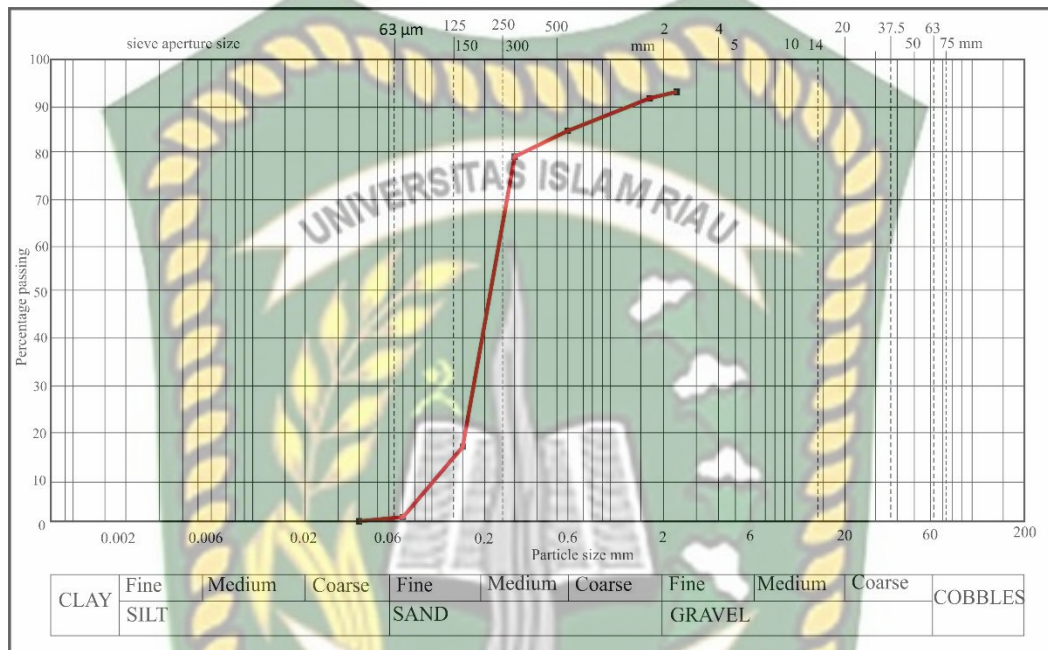 63 µm 125 250 500 2 4 20 37.5 63
sieve aperture size 150 300 mm 5 10 14 50 75 mm
100
90
80
70
60
50
40
30
20
10
0
Percentage passing
UNIVERSITAS ISLAM RIAU
0.002 0.006 0.02 0.06 0.2 0.6 2 6 20 60 200
Particle size mm
CLAY Fine Medium Coarse Fine Medium Coarse Fine Medium Coarse COBBLES
SILT SAND GRAVEL